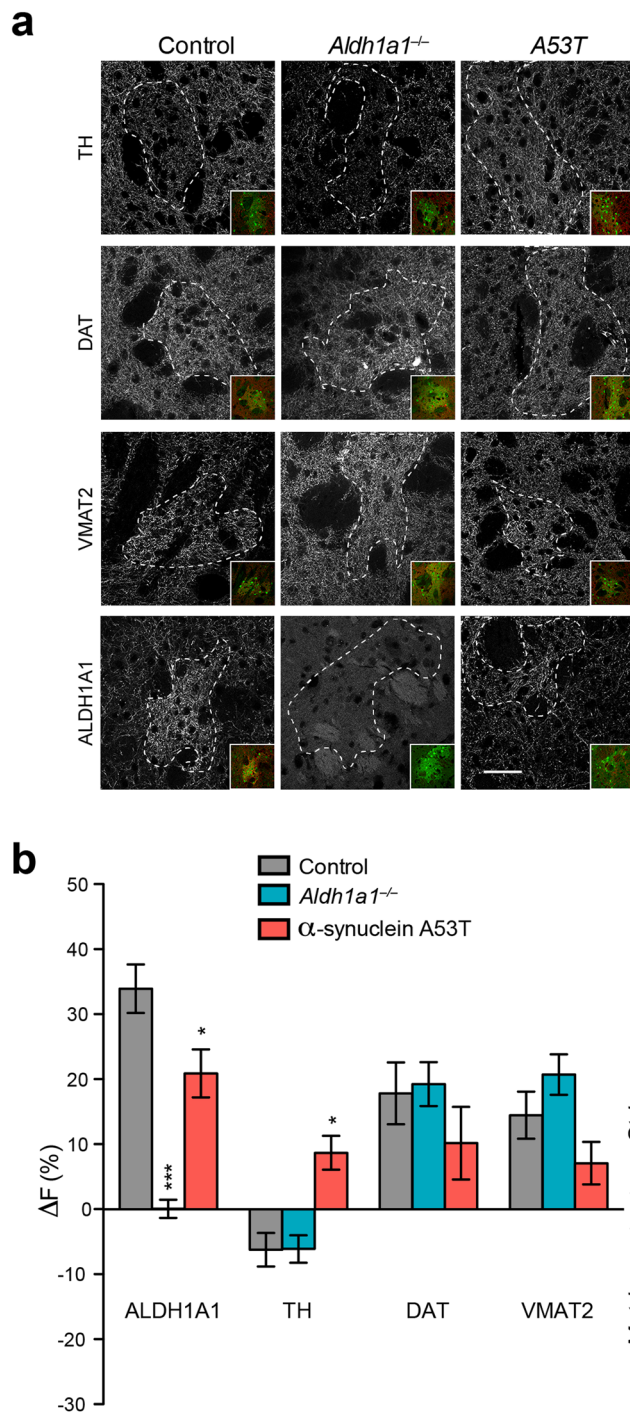 a
Control
Aldh1a1⁻/⁻
A53T
TH
DAT
VMAT2
ALDH1A1
b
Control
Aldh1a1⁻/⁻
α-synuclein A53T
ΔF (%)
50
40
30
20
10
0
-10
-20
-30
***
*
*
ALDH1A1
TH
DAT
VMAT2